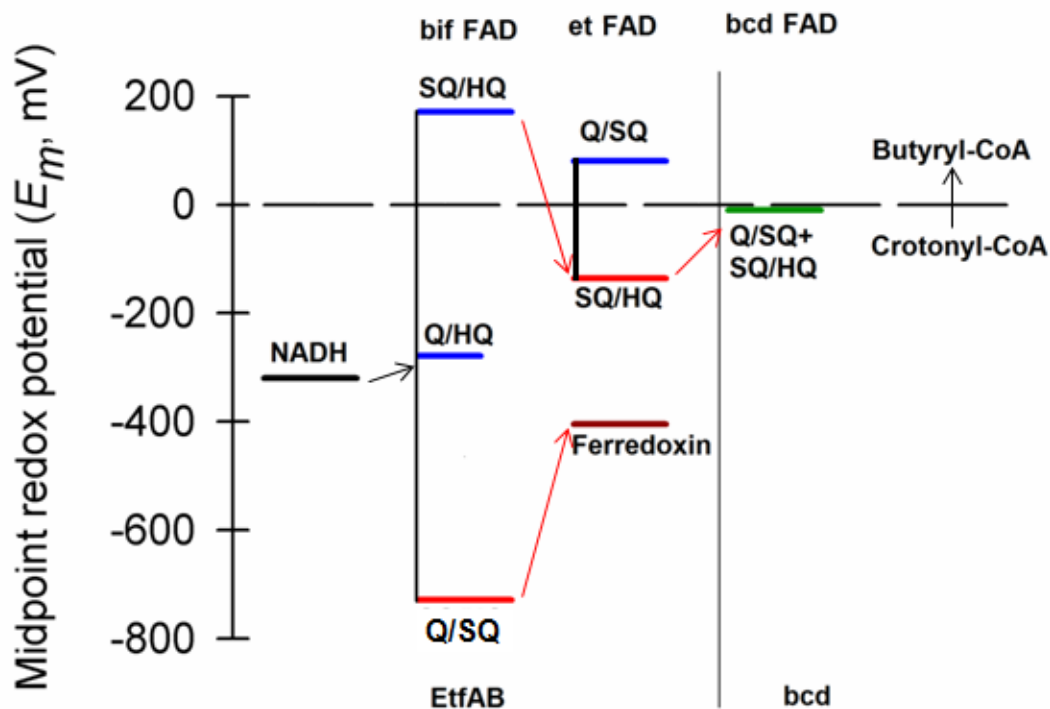 bif FAD
et FAD
bcd FAD
Midpoint redox potential (Em, mV)
200
0
-200
-400
-600
-800
SQ/HQ
Q/SQ
Butyryl-CoA
Q/SQ+
SQ/HQ
Crotonyl-CoA
SQ/HQ
Q/HQ
NADH
Ferredoxin
Q/SQ
EtfAB
bcd